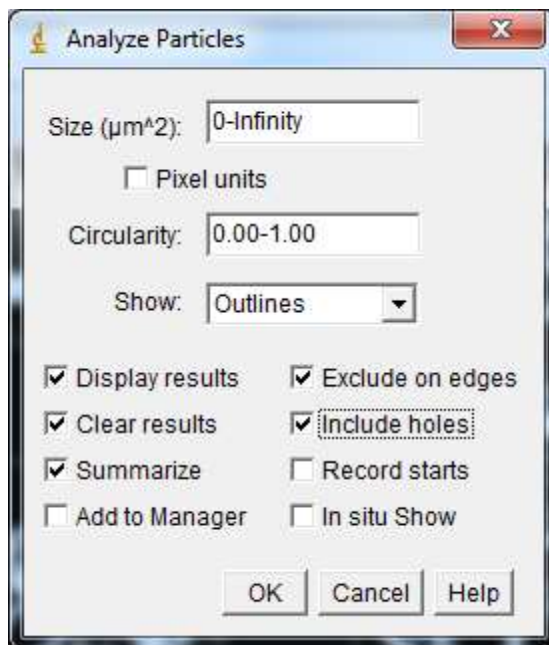 Analyze Particles
Size (µm^2): 0-Infinity
Pixel units
Circularity: 0.00-1.00
Show: Outlines
Display results Exclude on edges
Clear results Include holes
Summarize Record starts
Add to Manager In situ Show
OK Cancel Help